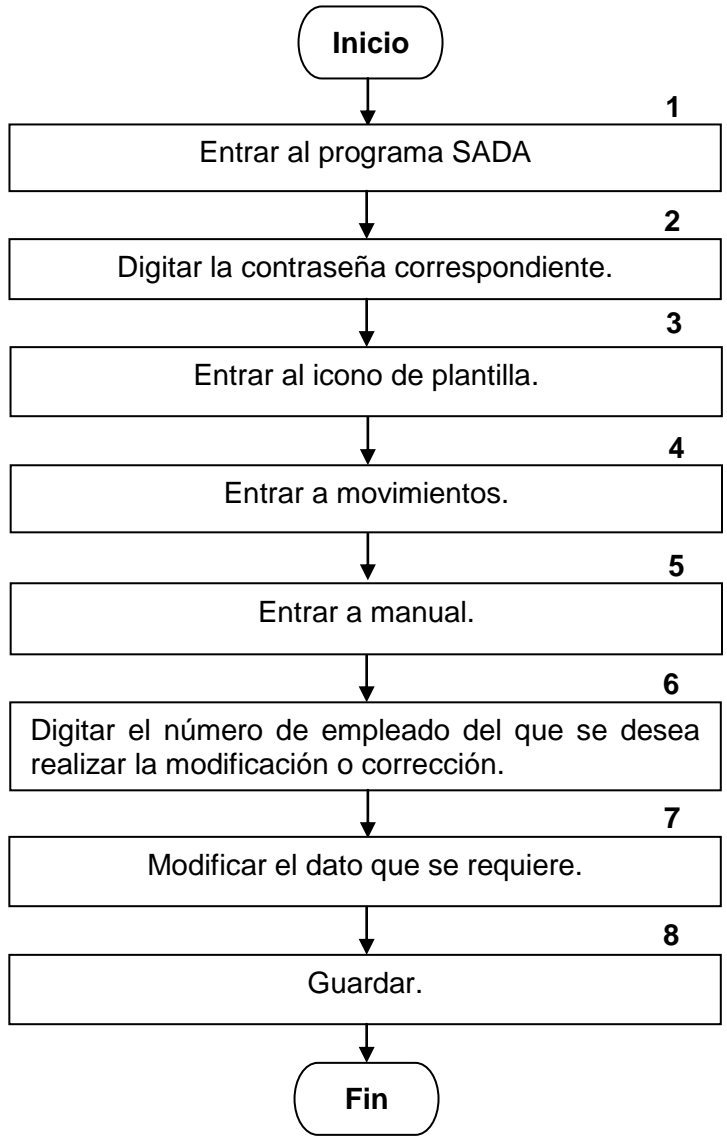 Inicio
1
Entrar al programa SADA
2
Digitar la contraseña correspondiente.
3
Entrar al icono de plantilla.
4
Entrar a movimientos.
5
Entrar a manual.
6
Digitar el número de empleado del que se desea
realizar la modificación o corrección.
7
Modificar el dato que se requiere.
8
Guardar.
Fin